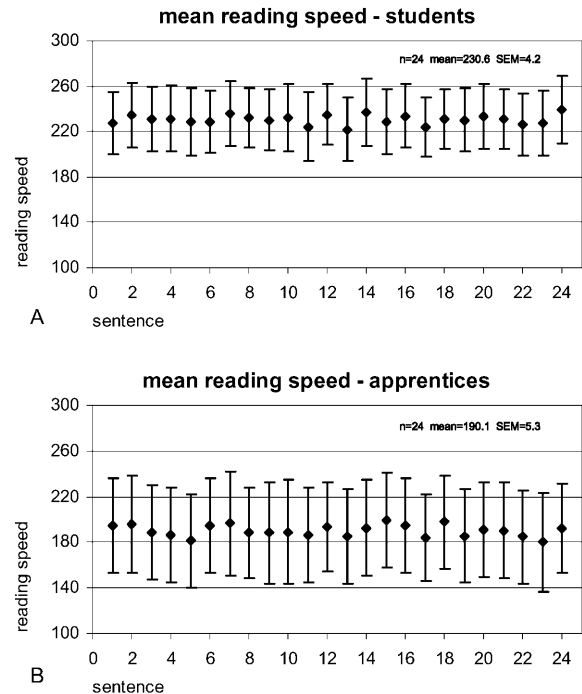 mean reading speed - students
300
n=24 mean=230.6 SEM=4.2
260
220
180
140
100
reading speed
0 2 4 6 8 10 12 14 16 18 20 22 24
A
sentence
mean reading speed - apprentices
300
n=24 mean=190.1 SEM=5.3
260
220
180
140
100
reading speed
0 2 4 6 8 10 12 14 16 18 20 22 24
B
sentence